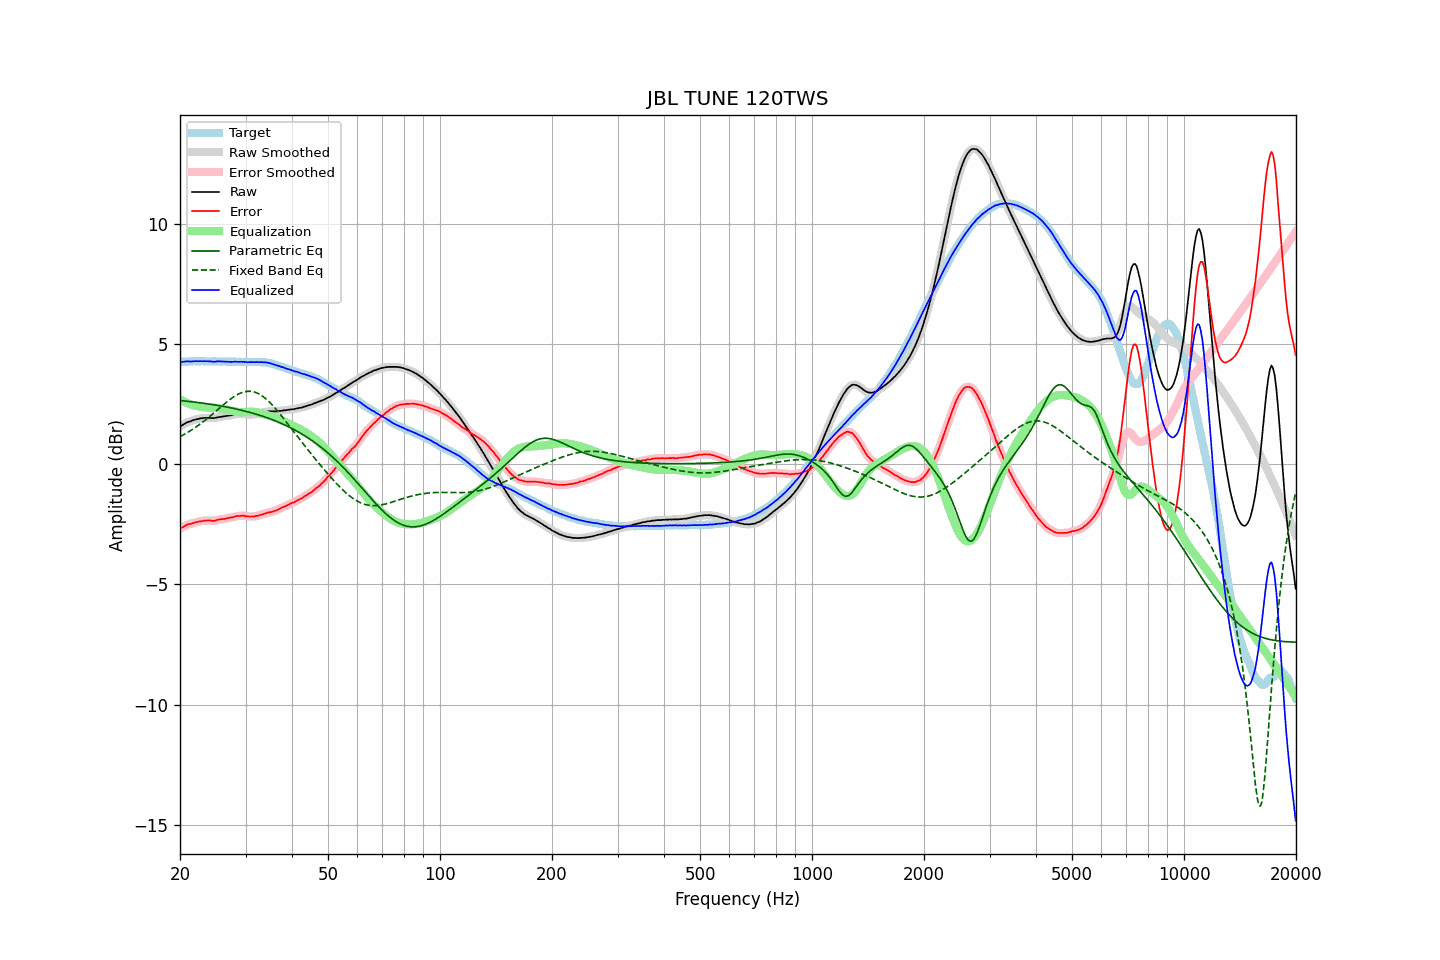 JBL TUNE 120TWS
Target
Raw Smoothed
Error Smoothed
Raw
Error
Equalization
Parametric Eq
Fixed Band Eq
Equalized
10
5
0
−5
−10
−15
Amplitude (dBr)
20 50 100 200 500 1000 2000 5000 10000 20000
Frequency (Hz)